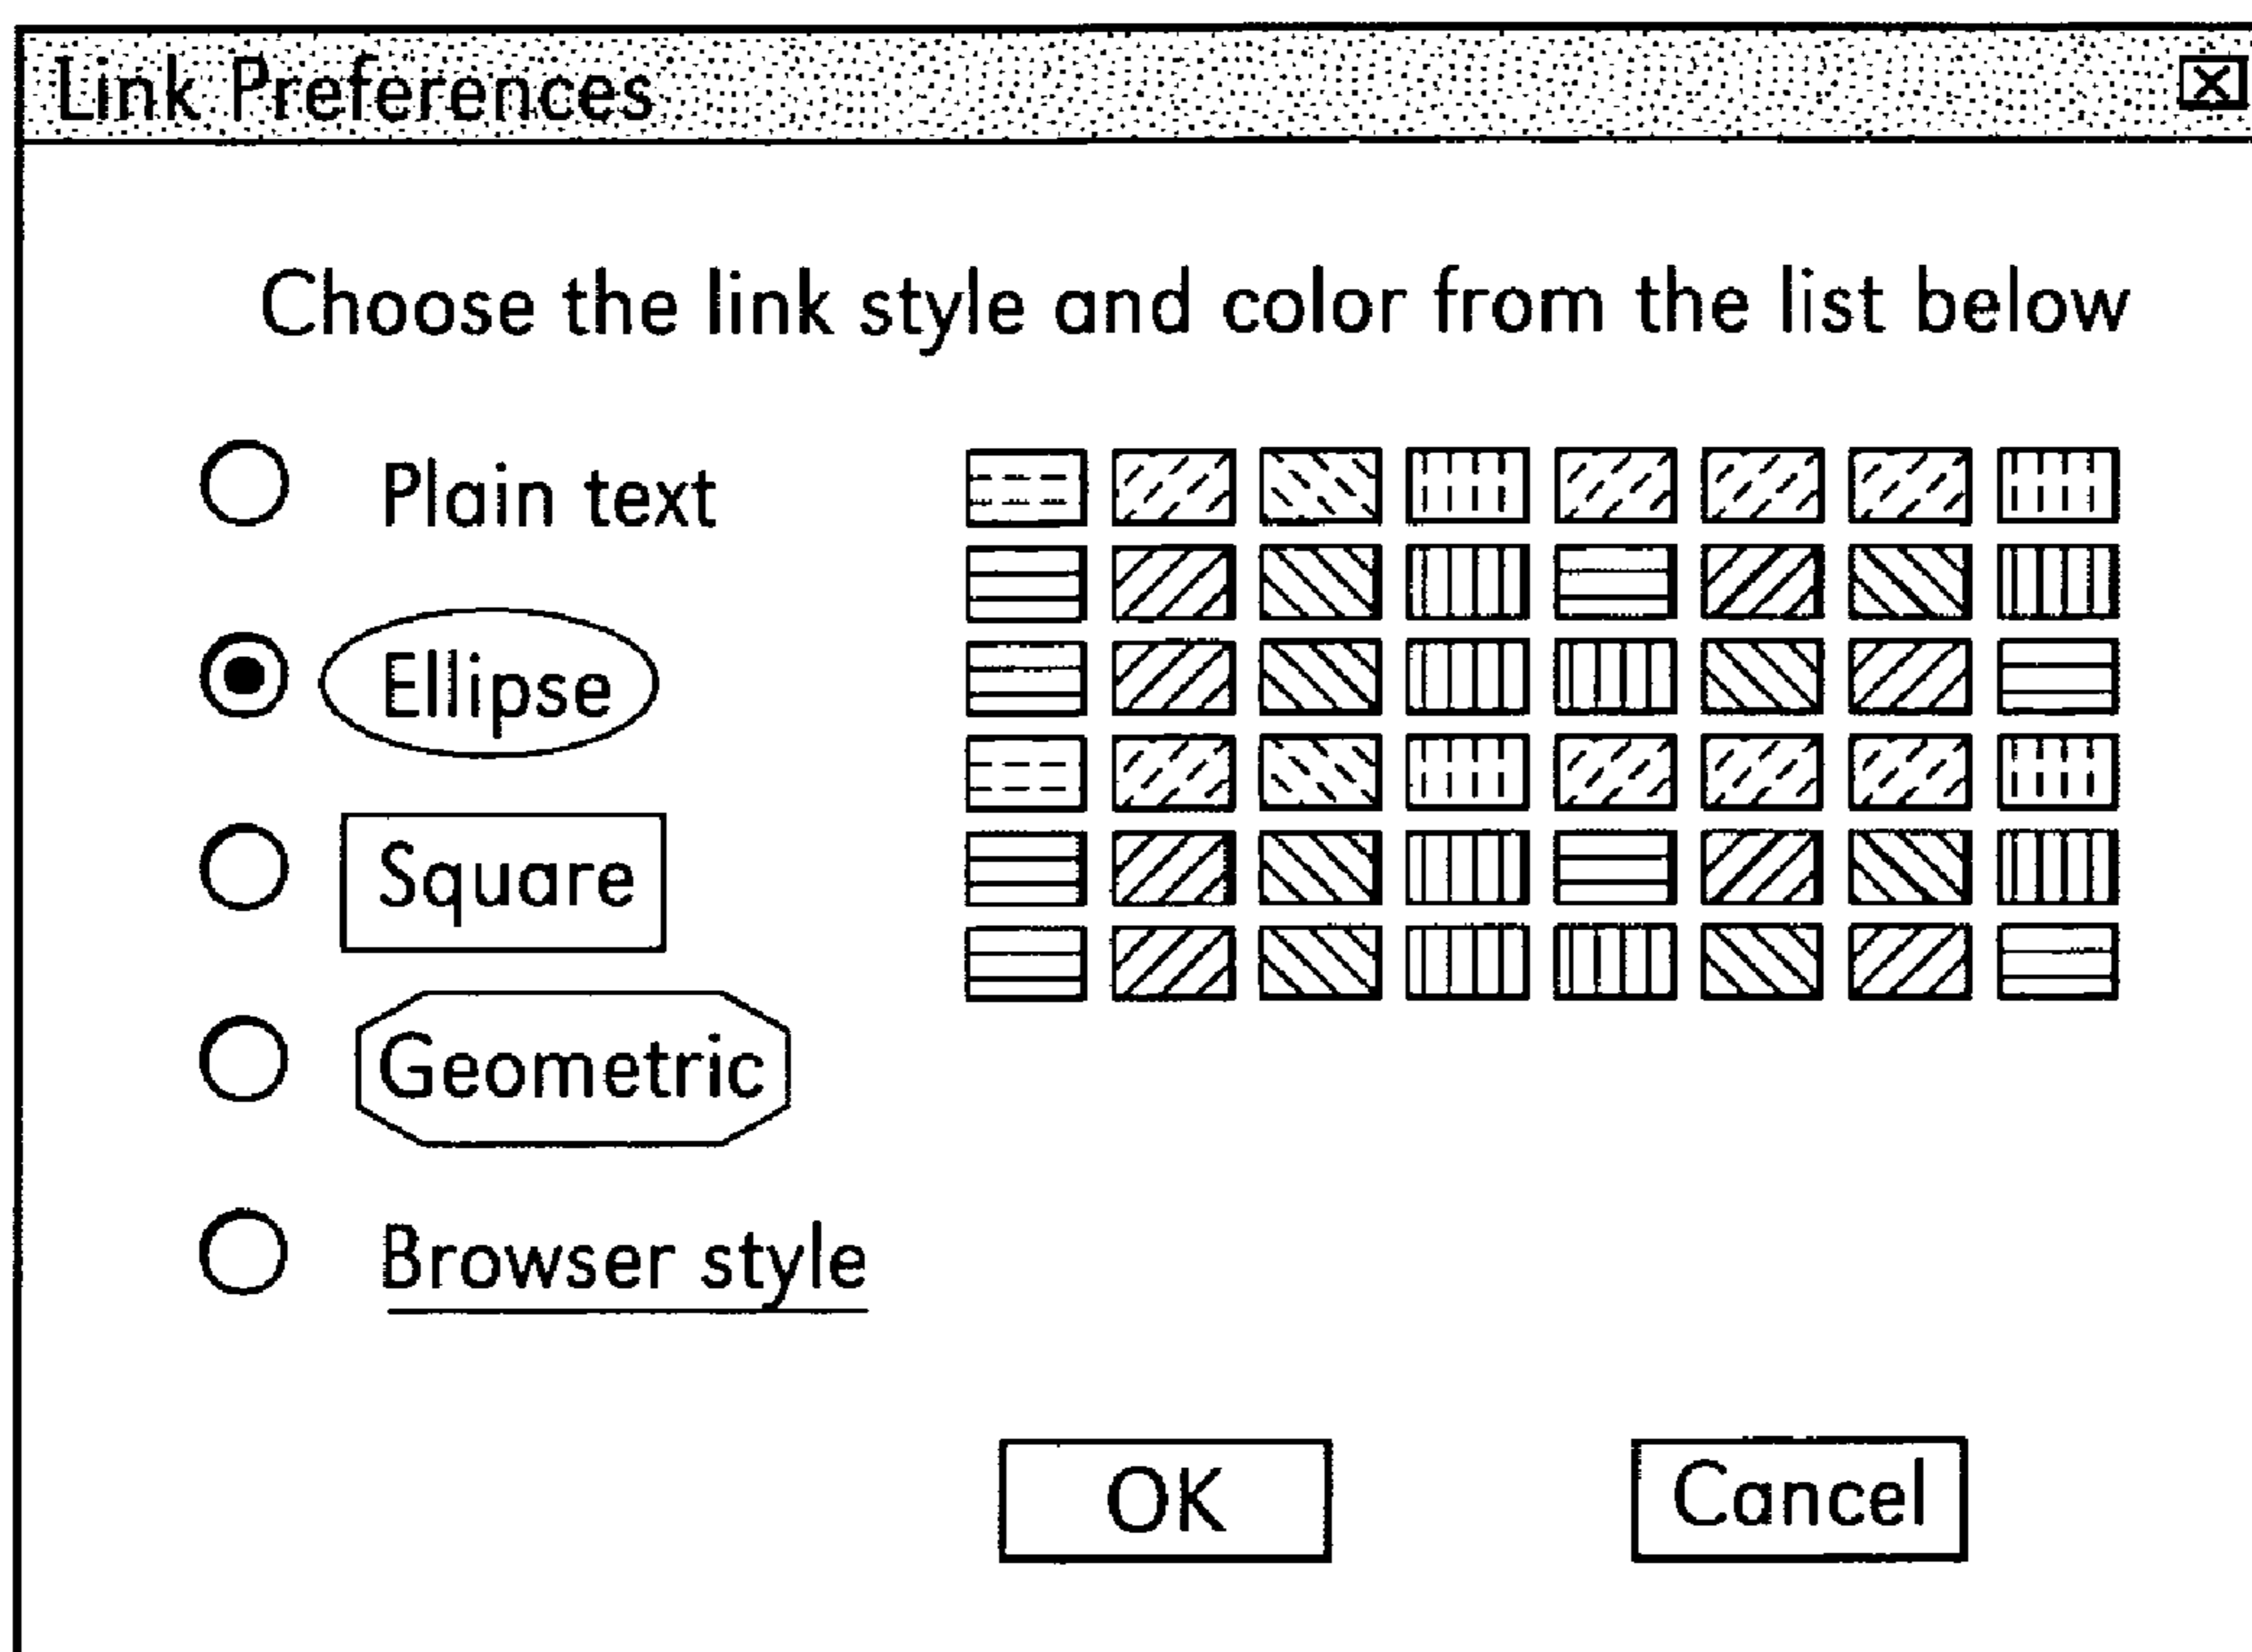 Link Preferences
Choose the link style and color from the list below
Plain text
Ellipse
Square
Geometric
Browser style
OK
Cancel